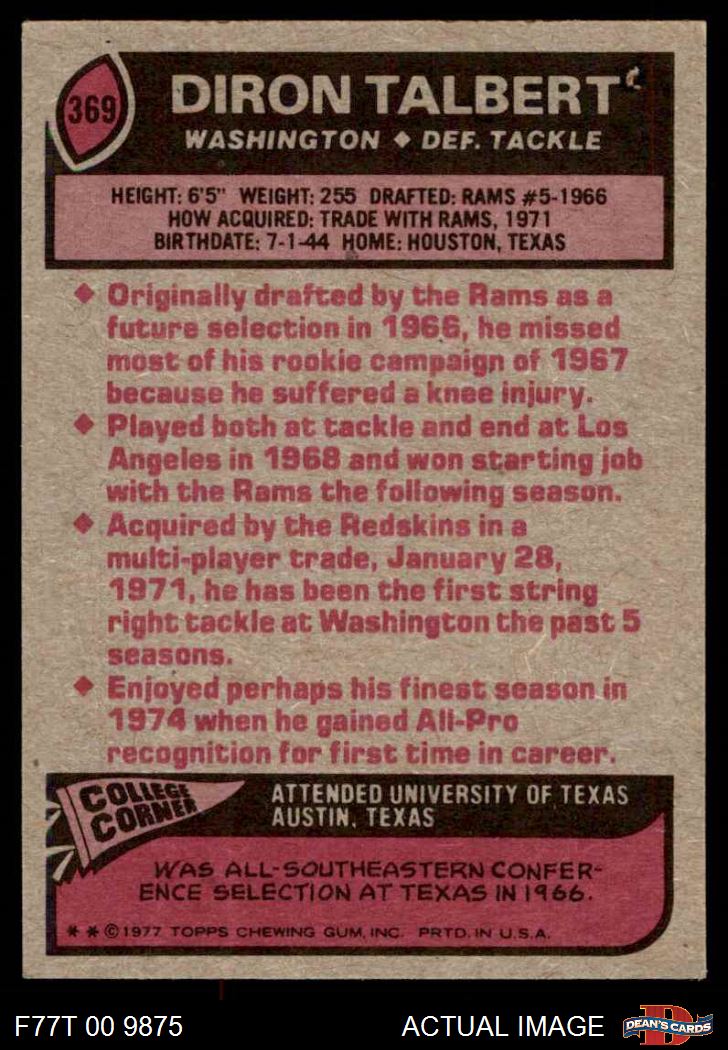 369
DIRON TALBERT
WASHINGTON ◆ DEF. TACKLE
HEIGHT: 6'5" WEIGHT: 255 DRAFTED: RAMS #5-1966
HOW ACQUIRED: TRADE WITH RAMS, 1971
BIRTHDATE: 7-1-44 HOME: HOUSTON, TEXAS
◆ Originally drafted by the Rams as a
future selection in 1966, he missed
most of his rookie campaign of 1967
because he suffered a knee injury.
◆ Played both at tackle and end at Los
Angeles in 1968 and won starting job
with the Rams the following season.
◆ Acquired by the Redskins in a
multi-player trade, January 28,
1971, he has been the first string
right tackle at Washington the past 5
seasons.
◆ Enjoyed perhaps his finest season in
1974 when he gained All-Pro
recognition for first time in career.
COLLEGE
CORNER
ATTENDED UNIVERSITY OF TEXAS
AUSTIN, TEXAS
WAS ALL-SOUTHEASTERN CONFER-
ENCE SELECTION AT TEXAS IN 1966.
* * © 1977 TOPPS CHEWING GUM, INC. PRTD. IN U.S.A.
F77T 00 9875
ACTUAL IMAGE
D
DEAN'S CARDS